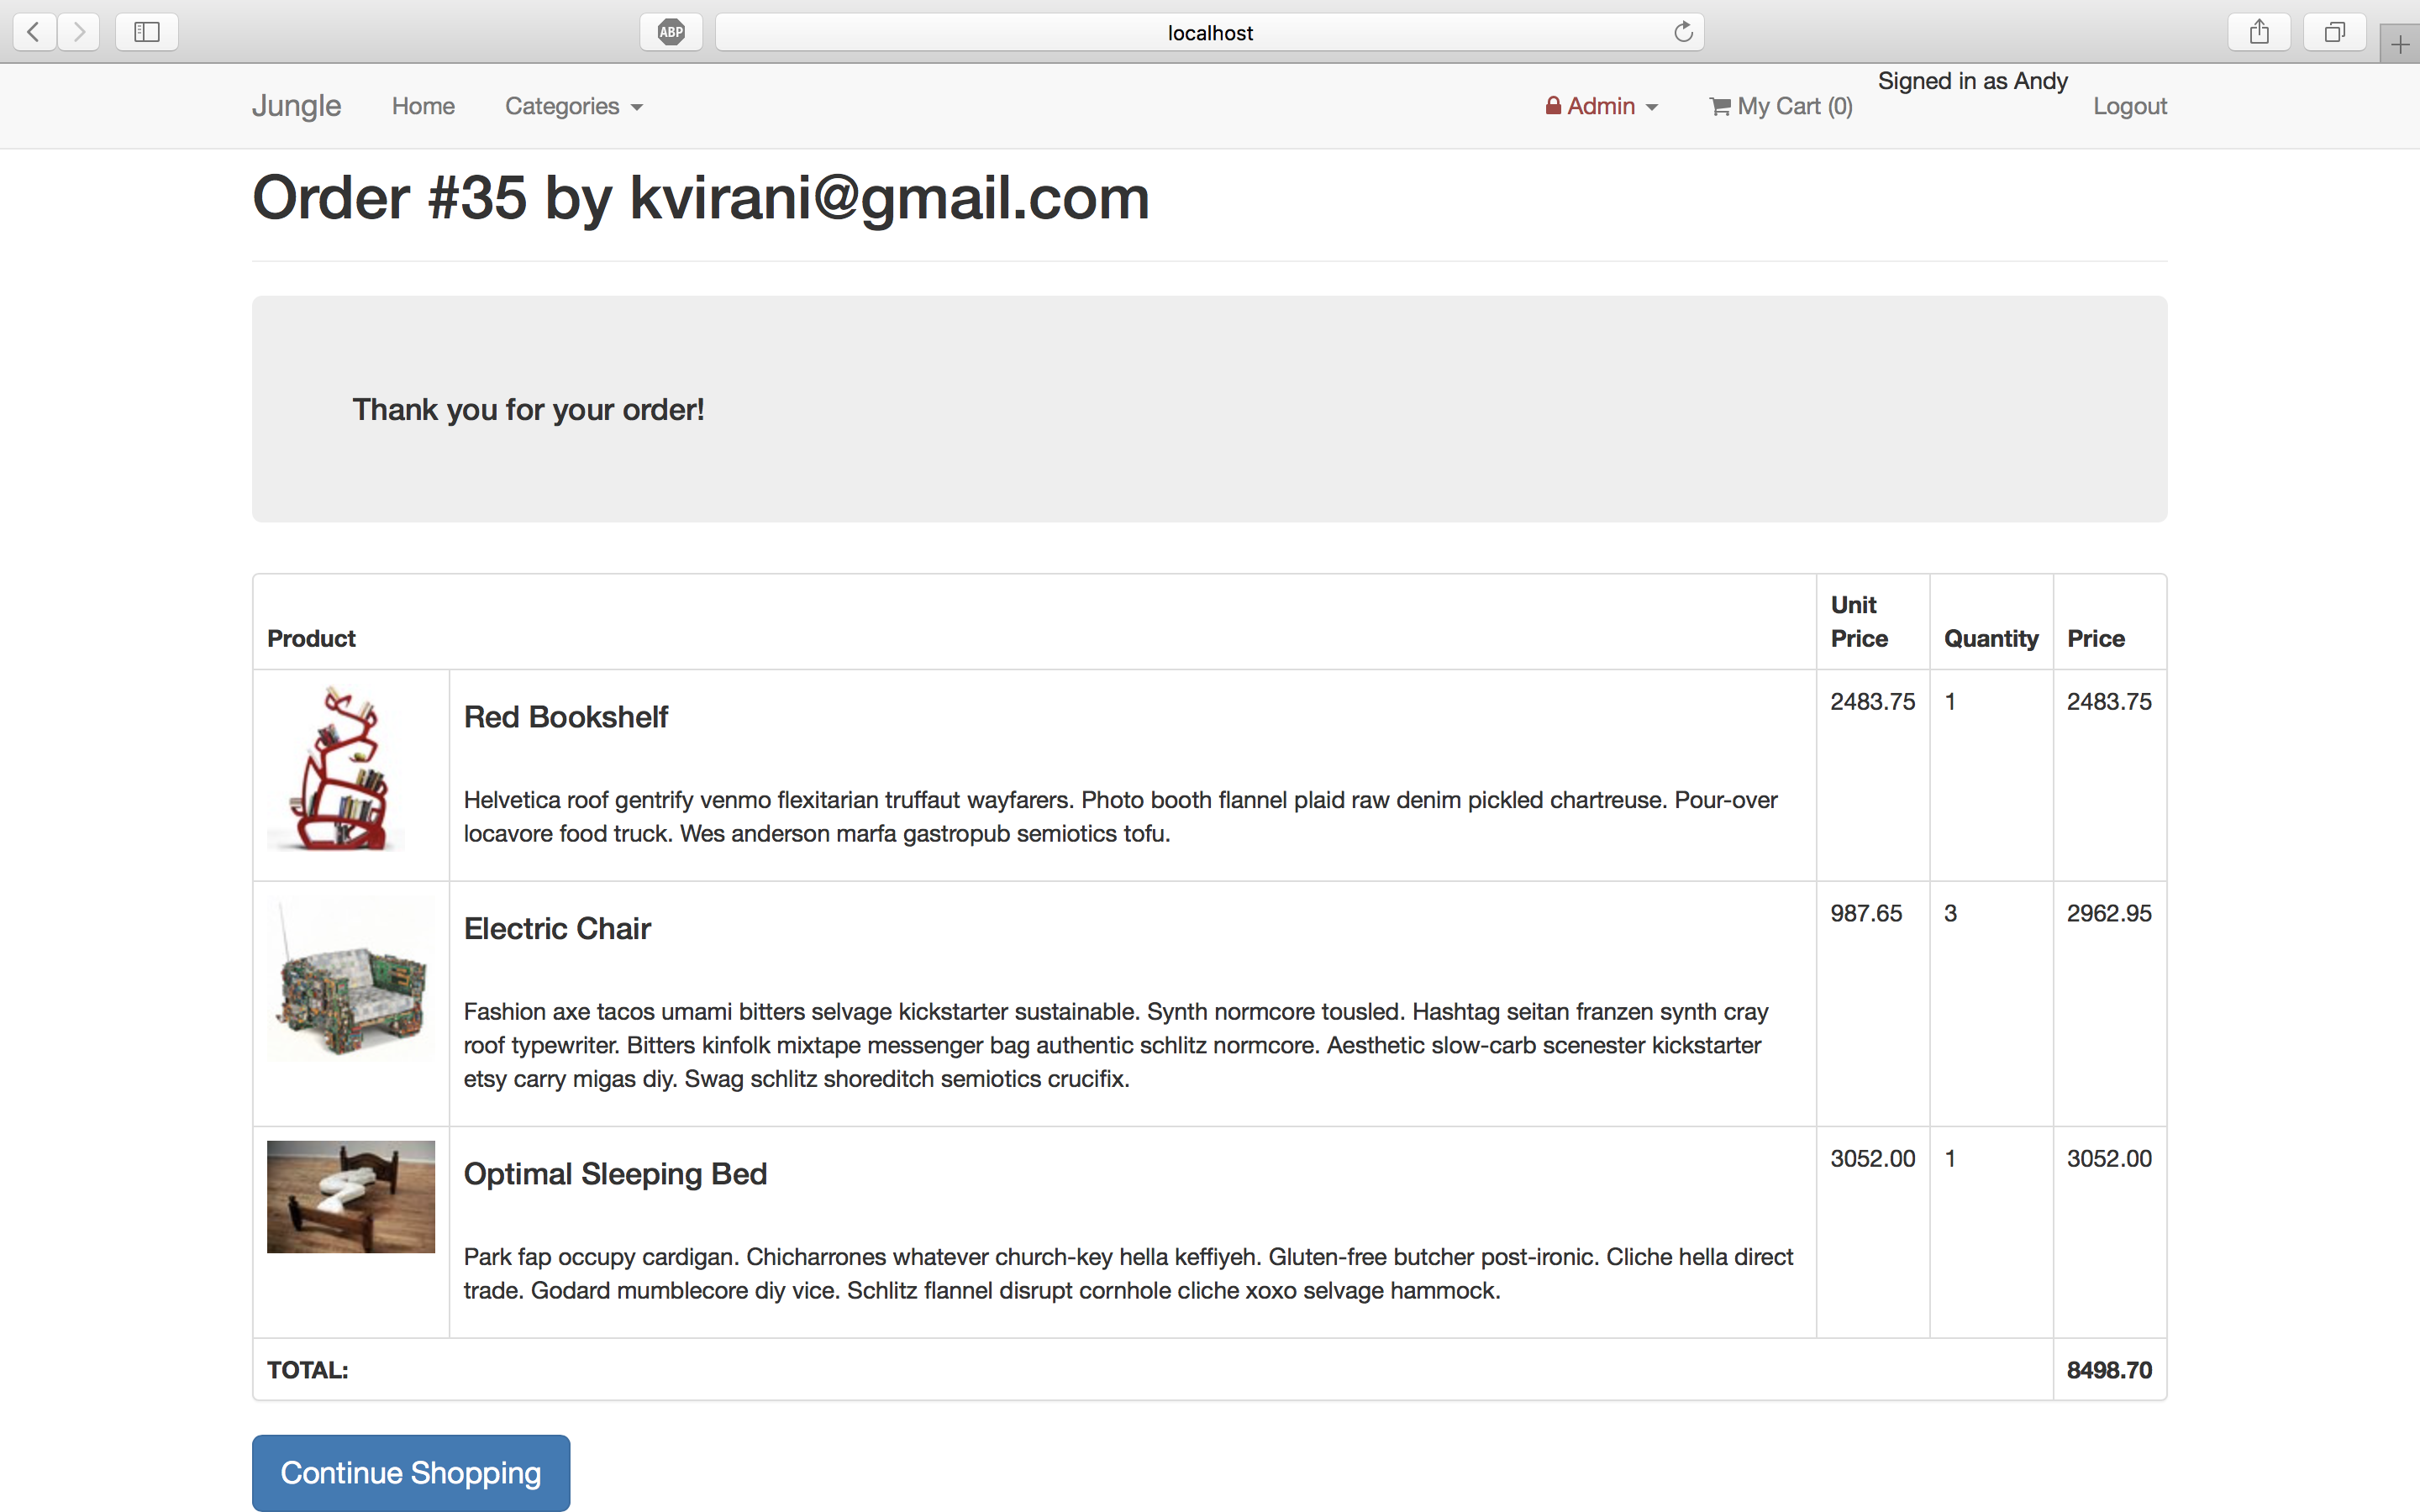 ABP
localhost
Jungle Home Categories Admin My Cart (0) Signed in as Andy Logout
Order #35 by kvirani@gmail.com
Thank you for your order!
Product Unit Price Quantity Price
Red Bookshelf 2483.75 1 2483.75
Helvetica roof gentrify venmo flexitarian truffaut wayfarers. Photo booth flannel plaid raw denim pickled chartreuse. Pour-over
locavore food truck. Wes anderson marfa gastropub semiotics tofu.
Electric Chair 987.65 3 2962.95
Fashion axe tacos umami bitters selvage kickstarter sustainable. Synth normcore tousled. Hashtag seitan franzen synth cray
roof typewriter. Bitters kinfolk mixtape messenger bag authentic schlitz normcore. Aesthetic slow-carb scenester kickstarter
etsy carry migas diy. Swag schlitz shoreditch semiotics crucifix.
Optimal Sleeping Bed 3052.00 1 3052.00
Park fap occupy cardigan. Chicharrones whatever church-key hella keffiyeh. Gluten-free butcher post-ironic. Cliche hella direct
trade. Godard mumblecore diy vice. Schlitz flannel disrupt cornhole cliche xoxo selvage hammock.
TOTAL: 8498.70
Continue Shopping